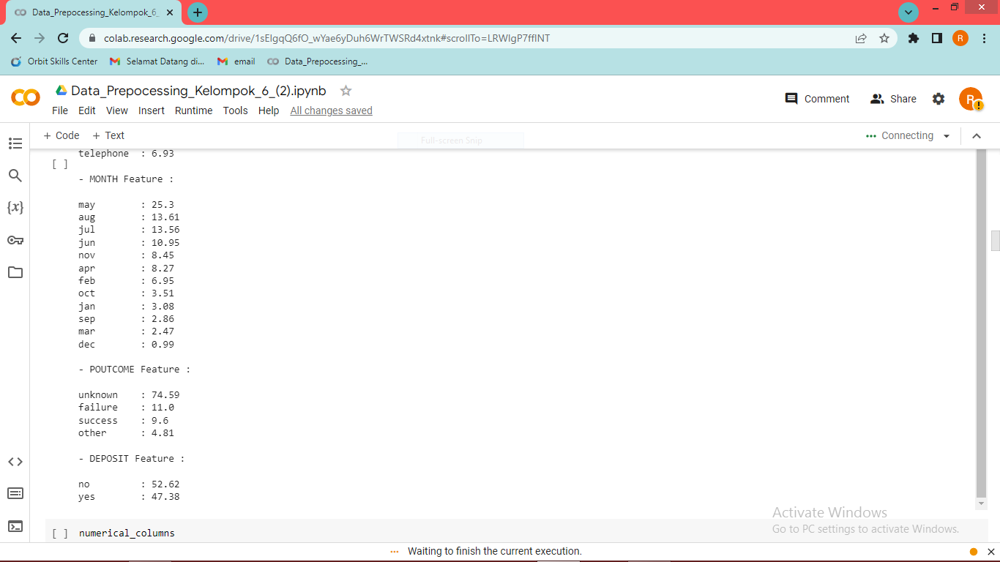 Data_Prepocessing_Kelompok_6_
colab.research.google.com/drive/1sElgqQ6fO_wYae6yDuh6WrTWSRd4xtnk#scrollTo=LRWIgP7ffINT
R
Orbit Skills Center
Selamat Datang di...
email
Data_Prepocessing_...
Data_Prepocessing_Kelompok_6_(2).ipynb
Comment
Share
R
File Edit View Insert Runtime Tools Help All changes saved
+ Code + Text
Full-screen Snip
Connecting
telephone : 6.93
[ ]
- MONTH Feature :
may : 25.3
aug : 13.61
jul : 13.56
jun : 10.95
nov : 8.45
apr : 8.27
feb : 6.95
oct : 3.51
jan : 3.08
sep : 2.86
mar : 2.47
dec : 0.99
- POUTCOME Feature :
unknown : 74.59
failure : 11.0
success : 9.6
other : 4.81
- DEPOSIT Feature :
no : 52.62
yes : 47.38
Activate Windows
Go to PC settings to activate Windows.
[ ] numerical_columns
Waiting to finish the current execution.